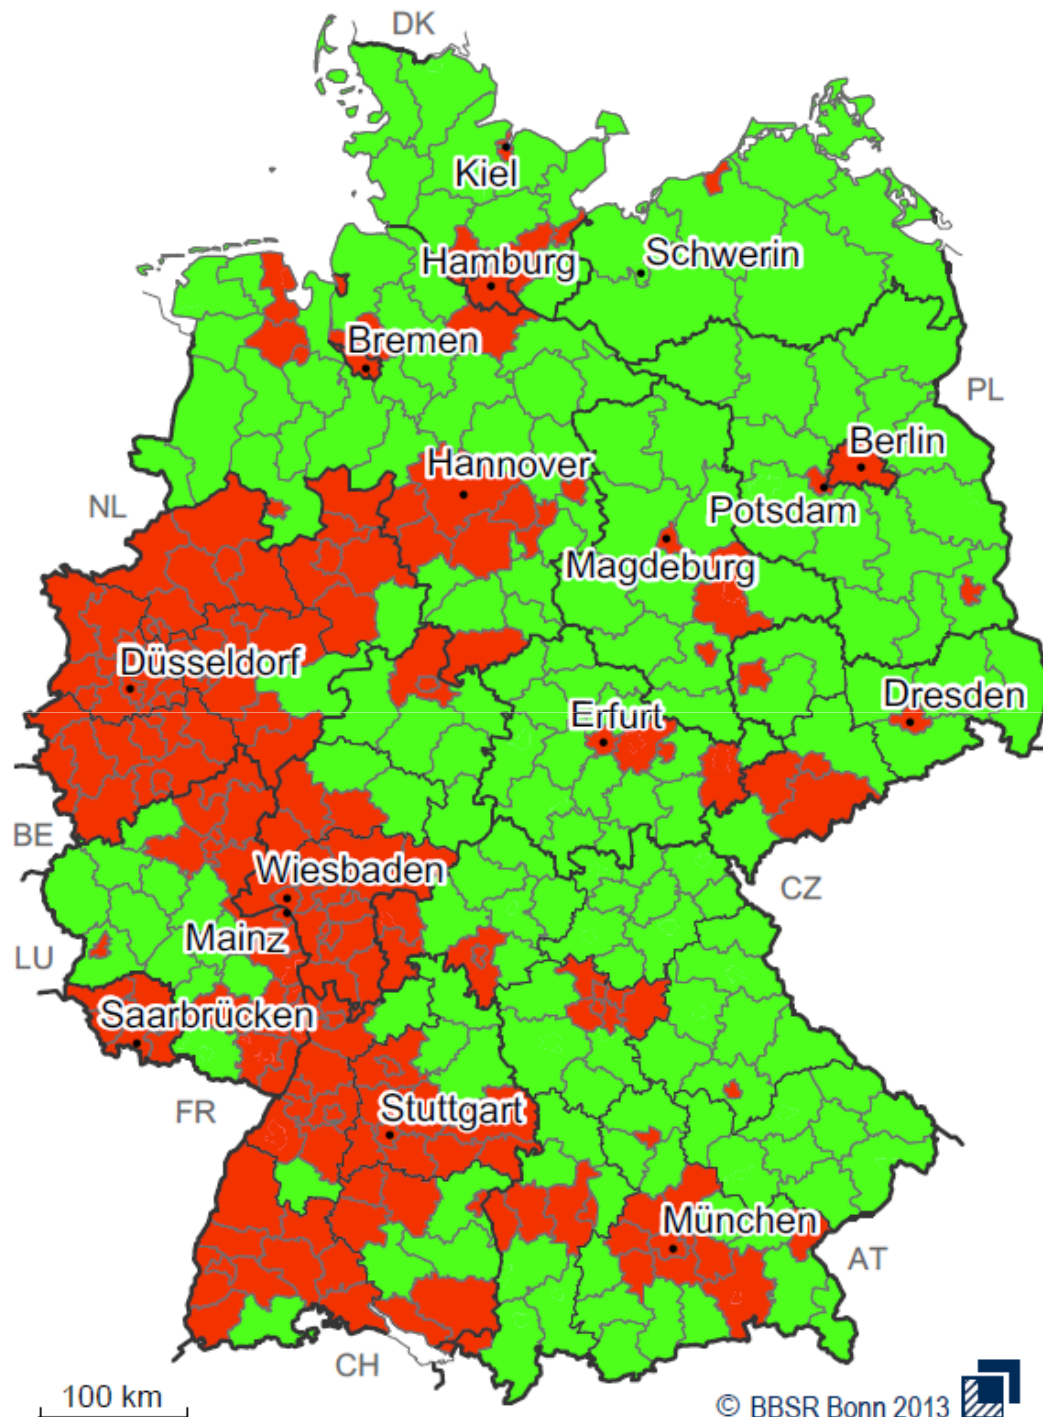 DK
Kiel
Hamburg
Schwerin
Bremen
PL
Berlin
Hannover
NL
Potsdam
Magdeburg
Düsseldorf
Dresden
Erfurt
BE
Wiesbaden
CZ
Mainz
LU
Saarbrücken
FR
Stuttgart
München
AT
CH
100 km
© BBSR Bonn 2013